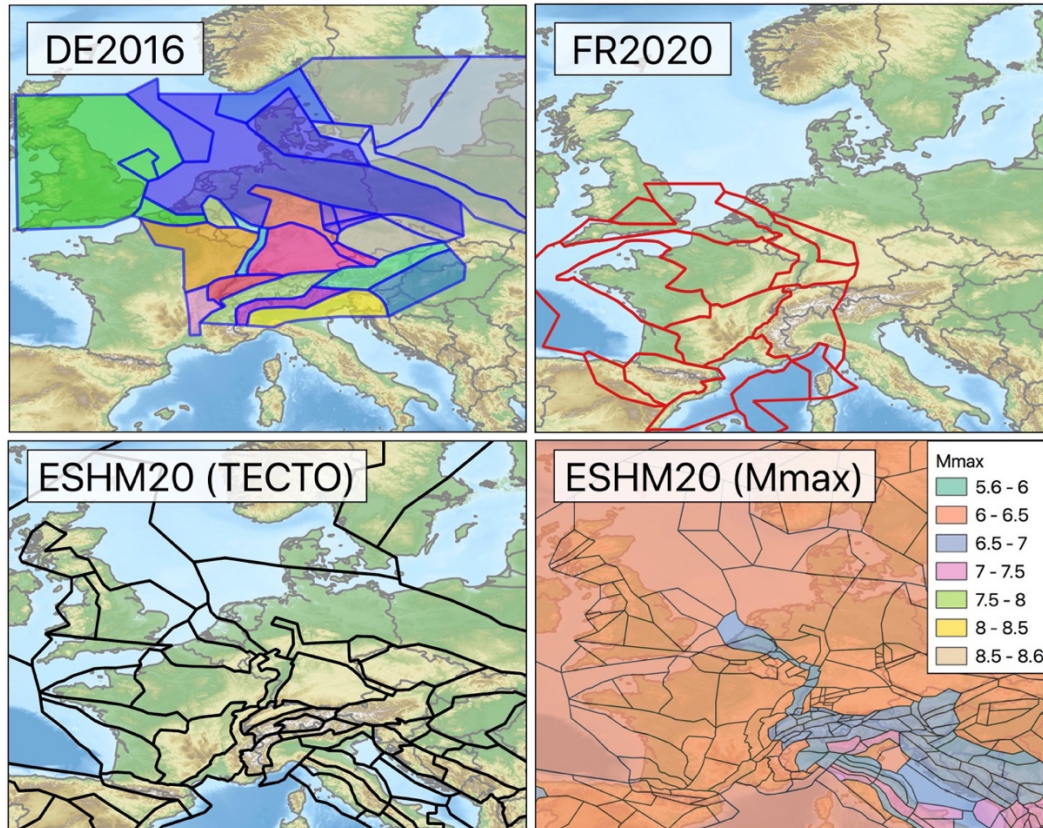 DE2016
FR2020
ESHM20 (TECTO)
ESHM20 (Mmax)
Mmax
5.6 - 6
6 - 6.5
6.5 - 7
7 - 7.5
7.5 - 8
8 - 8.5
8.5 - 8.6